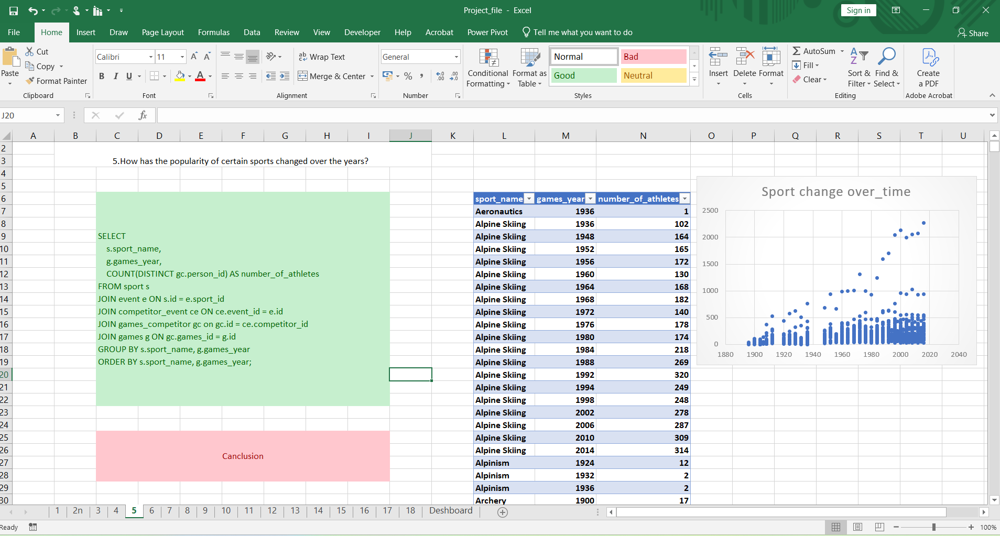 Project_file - Excel
Sign in
File Home Insert Draw Page Layout Formulas Data Review View Developer Help Acrobat Power Pivot Tell me what you want to do Share
Paste
Cut
Copy
Format Painter
Clipboard
Calibri 11
B I U
Font
ab Wrap Text
Merge & Center
Alignment
General
%
Number
Conditional Formatting
Format as Table
Normal Bad
Good Neutral
Styles
Insert Delete Format
Cells
AutoSum
Fill
Clear
Sort & Filter
Find & Select
Editing
Create a PDF
Adobe Acrobat
J20
fx
A B C D E F G H I J K L M N O P Q R S T U
2
3
4
5
6
7
8
9
10
11
12
13
14
15
16
17
18
19
20
21
22
23
24
25
26
27
28
29
30
5.How has the popularity of certain sports changed over the years?
SELECT
s.sport_name,
g.games_year,
COUNT(DISTINCT gc.person_id) AS number_of_athletes
FROM sport s
JOIN event e ON s.id = e.sport_id
JOIN competitor_event ce ON ce.event_id = e.id
JOIN games_competitor gc on gc.id = ce.competitor_id
JOIN games g ON gc.games_id = g.id
GROUP BY s.sport_name, g.games_year
ORDER BY s.sport_name, g.games_year;
Canclusion
sport_name games_year number_of_athletes
Aeronautics 1936 1
Alpine Skiing 1936 102
Alpine Skiing 1948 164
Alpine Skiing 1952 165
Alpine Skiing 1956 172
Alpine Skiing 1960 130
Alpine Skiing 1964 168
Alpine Skiing 1968 182
Alpine Skiing 1972 140
Alpine Skiing 1976 178
Alpine Skiing 1980 174
Alpine Skiing 1984 218
Alpine Skiing 1988 269
Alpine Skiing 1992 320
Alpine Skiing 1994 249
Alpine Skiing 1998 248
Alpine Skiing 2002 278
Alpine Skiing 2006 287
Alpine Skiing 2010 309
Alpine Skiing 2014 314
Alpinism 1924 12
Alpinism 1932 2
Alpinism 1936 2
Archery 1900 17
Sport change over_time
2500
2000
1500
1000
500
0
1880 1900 1920 1940 1960 1980 2000 2020 2040
1 2n 3 4 5 6 7 8 9 10 11 12 13 14 15 16 17 18 Deshboard
Ready
100%